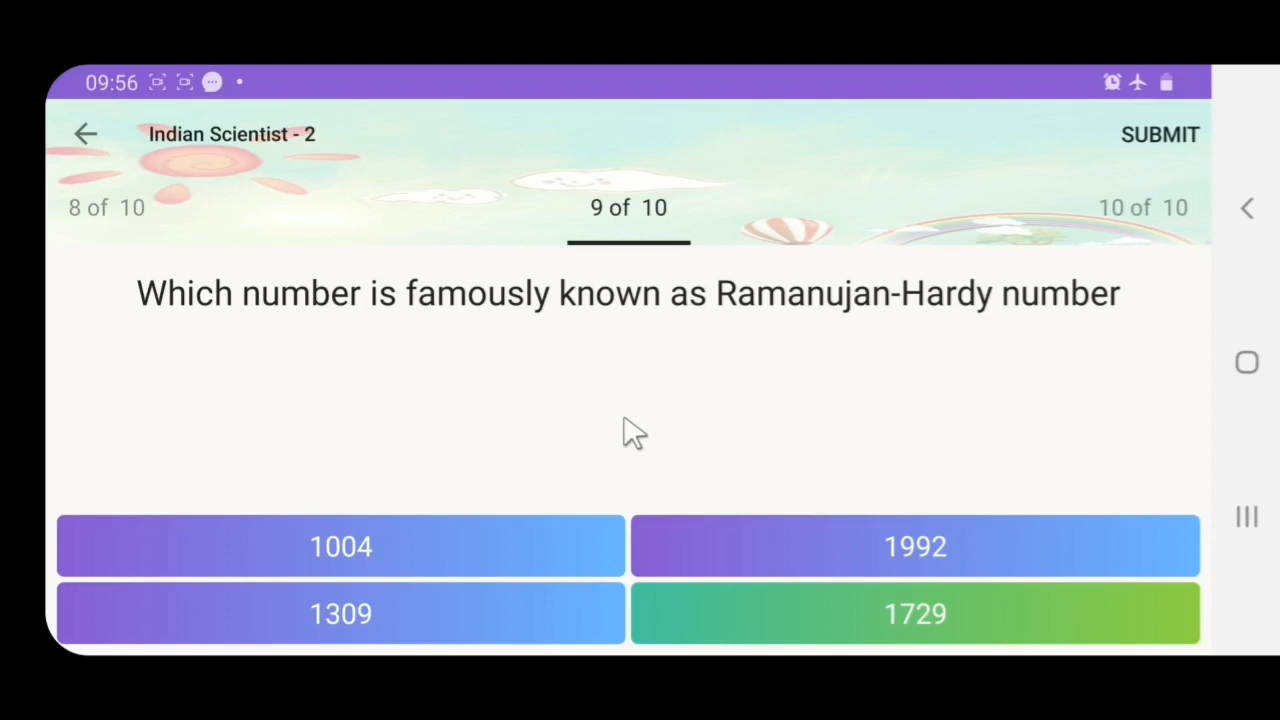 09:56
Indian Scientist - 2
SUBMIT
8 of 10
9 of 10
10 of 10
Which number is famously known as Ramanujan-Hardy number
1004
1992
1309
1729